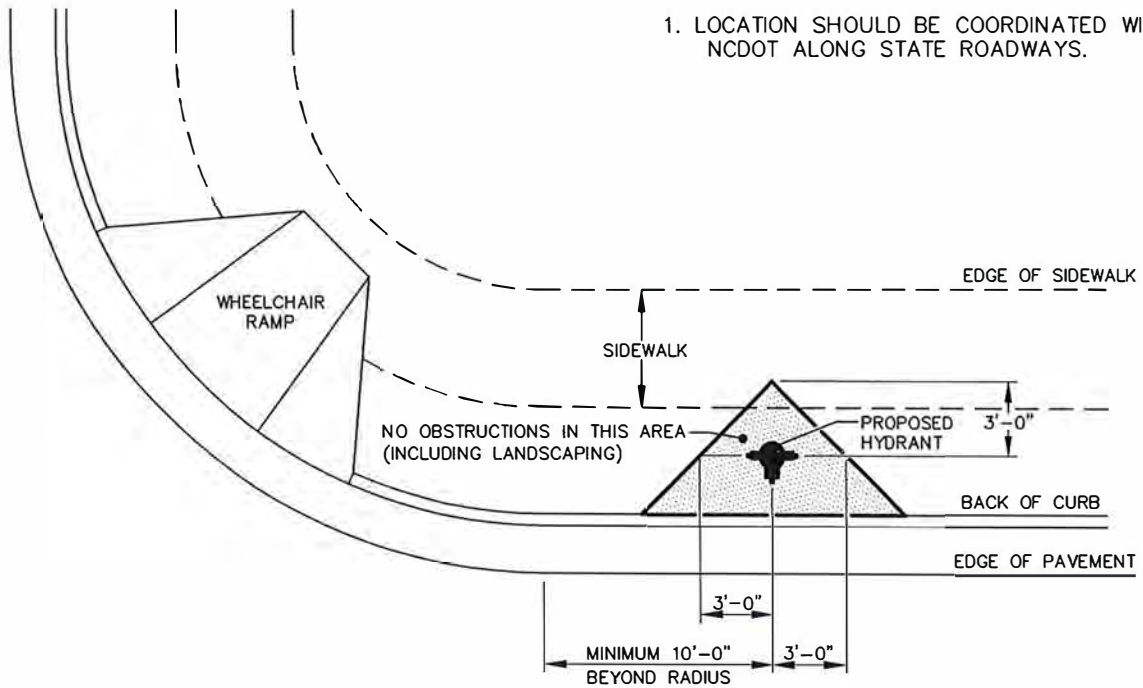 1. LOCATION SHOULD BE COORDINATED
NCDOT ALONG STATE ROADWAYS.
EDGE OF SIDEWALK
WHEELCHAIR
RAMP
SIDEWALK
NO OBSTRUCTIONS IN THIS AREA
(INCLUDING LANDSCAPING)
PROPOSED
HYDRANT
3'-0"
BACK OF CURB
EDGE OF PAVEMENT
3'-0"
MINIMUM 10'-0"
BEYOND RADIUS
3'-0"